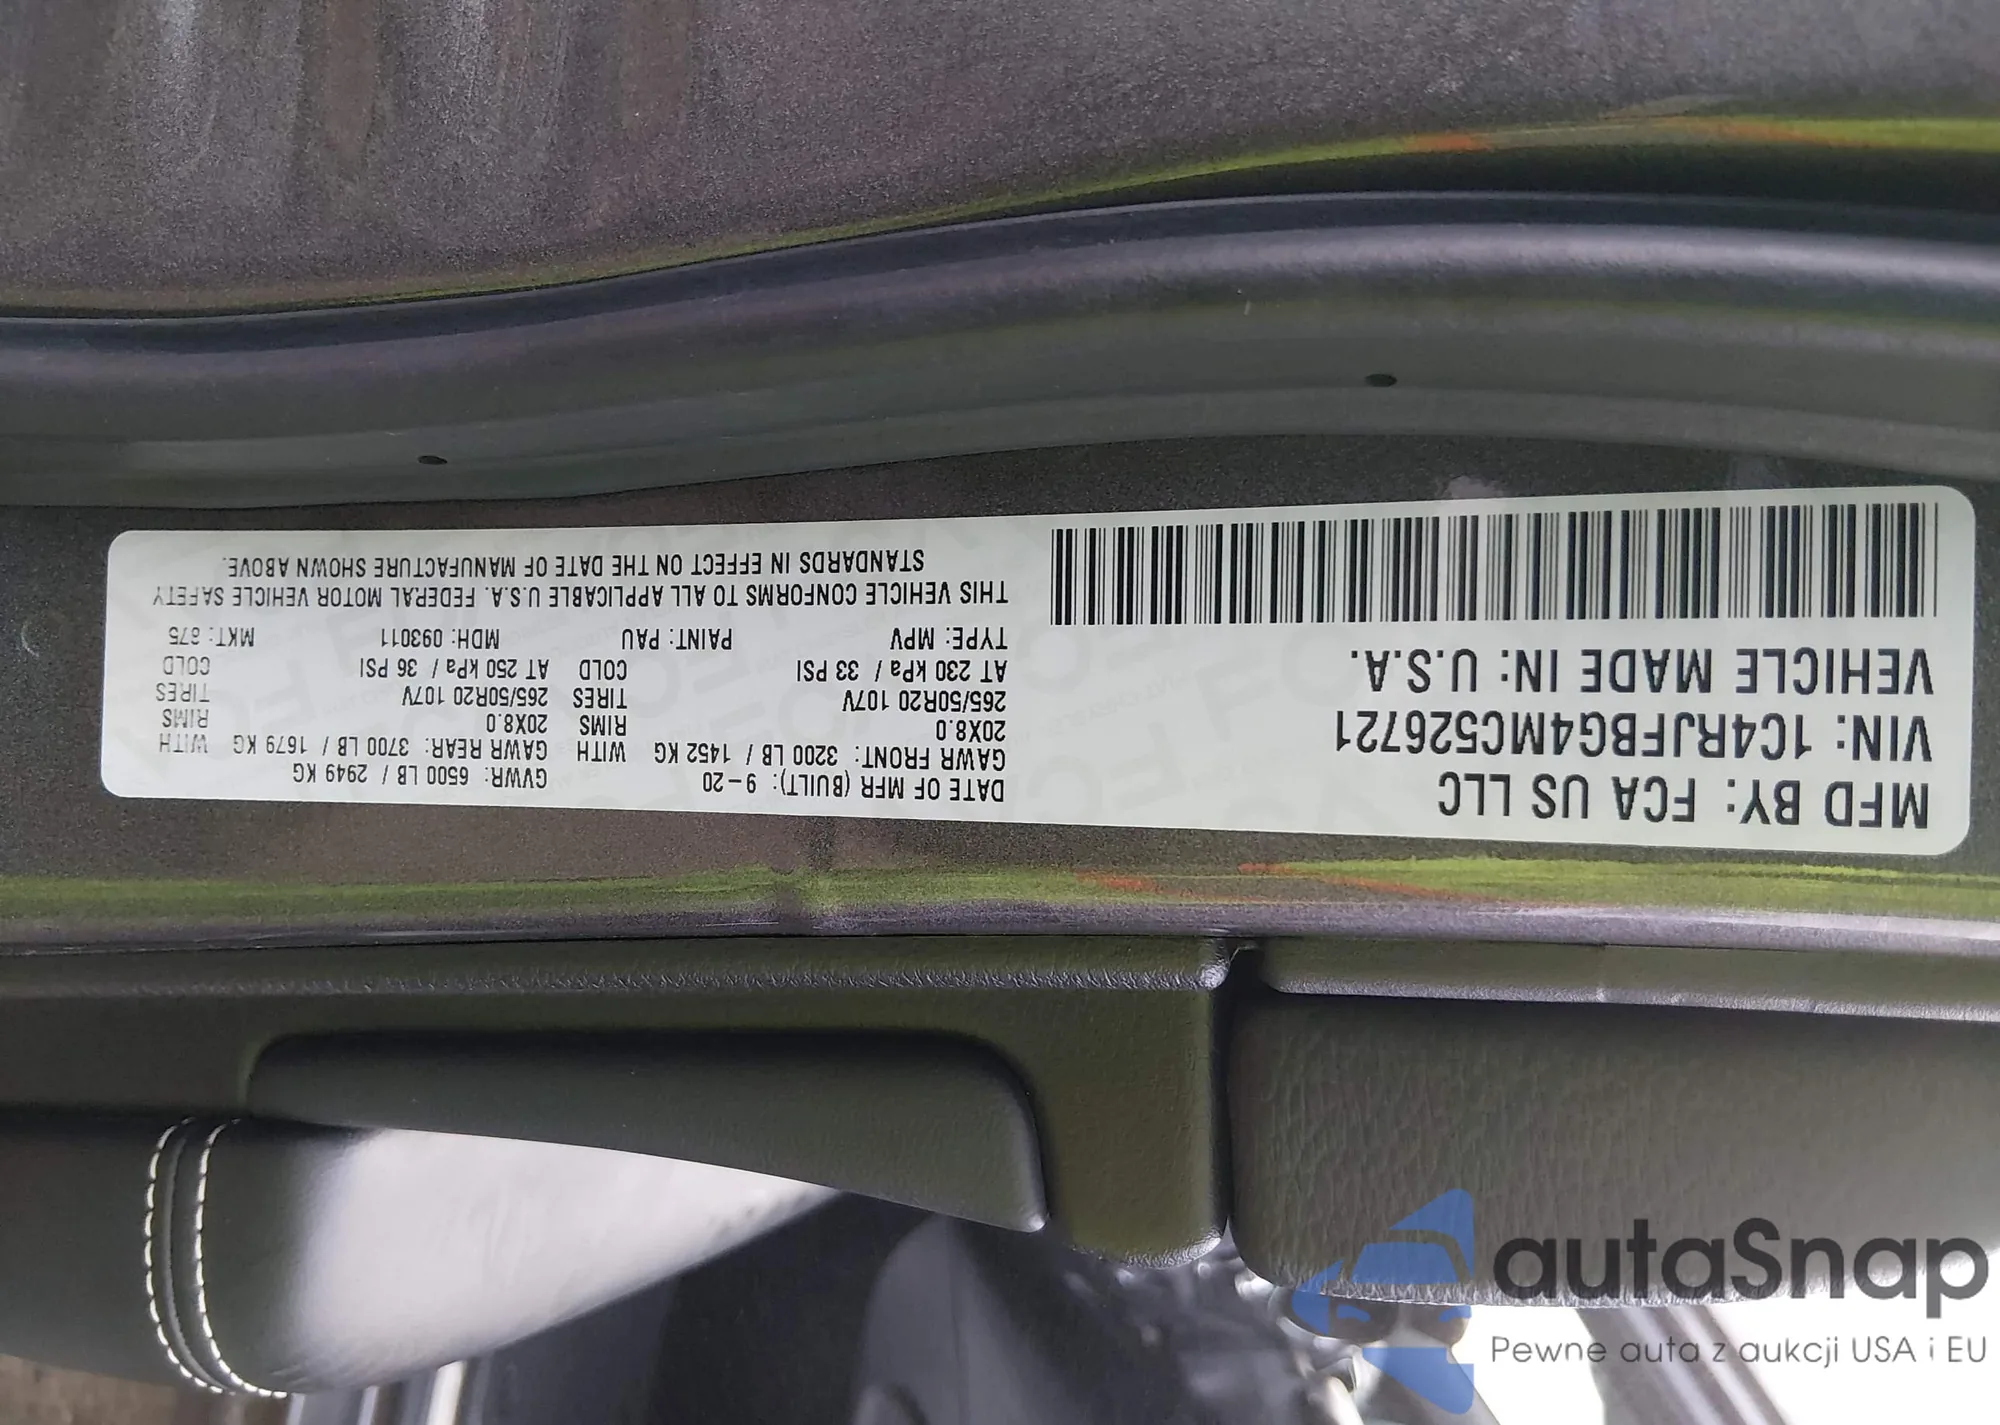 MFD BY: FCA US LLC
VIN: 1C4RJFBG4MC526721
VEHICLE MADE IN: U.S.A.
DATE OF MFR (BUILT): 9-20 GVWR: 6500 LB / 2949 KG
GAWR FRONT: 3200 LB / 1452 KG WITH GAWR REAR: 3700 LB / 1679 KG WITH
20X8.0 RIMS 20X8.0 RIMS
265/50R20 107V TIRES 265/50R20 107V TIRES
AT 230 kPa / 33 PSI COLD AT 250 kPa / 36 PSI COLD
TYPE: MPV PAINT: PAU MDH: 093011 MKT:
THIS VEHICLE CONFORMS TO ALL APPLICABLE U.S.A. FEDERAL MOTOR VEHICLE SAFETY
STANDARDS IN EFFECT ON THE DATE OF MANUFACTURE SHOWN ABOVE.
autaSnap
Pewne auta z aukcji USA i EU